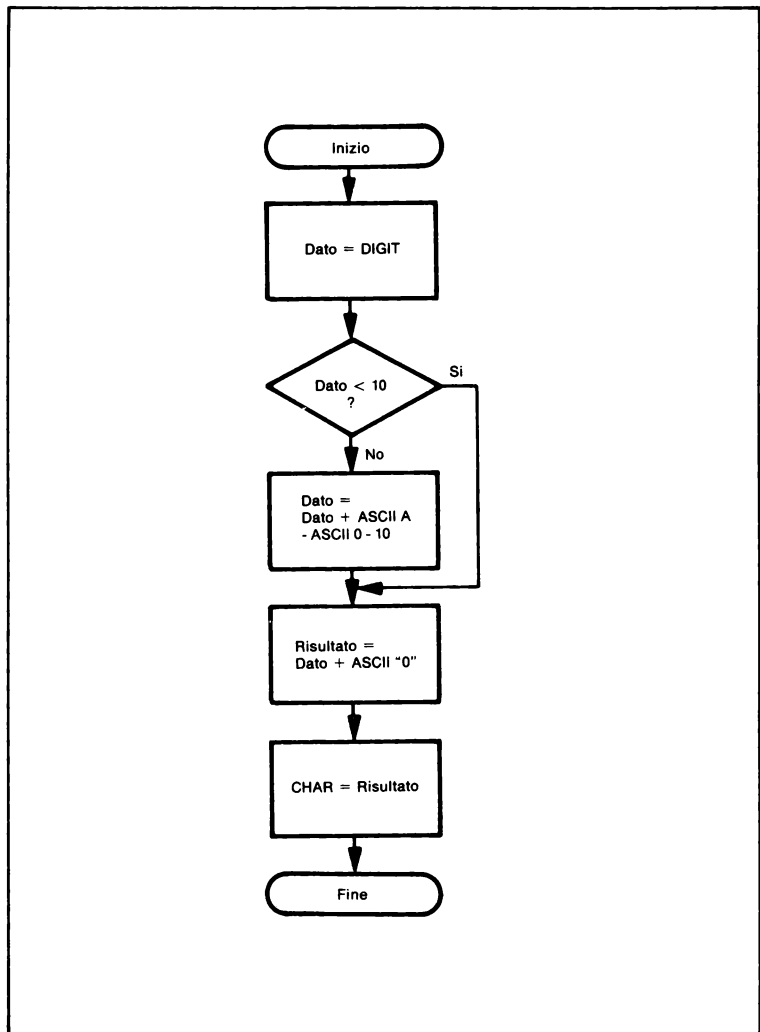 Inizio
Dato = DIGIT
Dato < 10
?
Si
No
Dato =
Dato + ASCII A
- ASCII 0 - 10
Risultato =
Dato + ASCII "0"
CHAR = Risultato
Fine